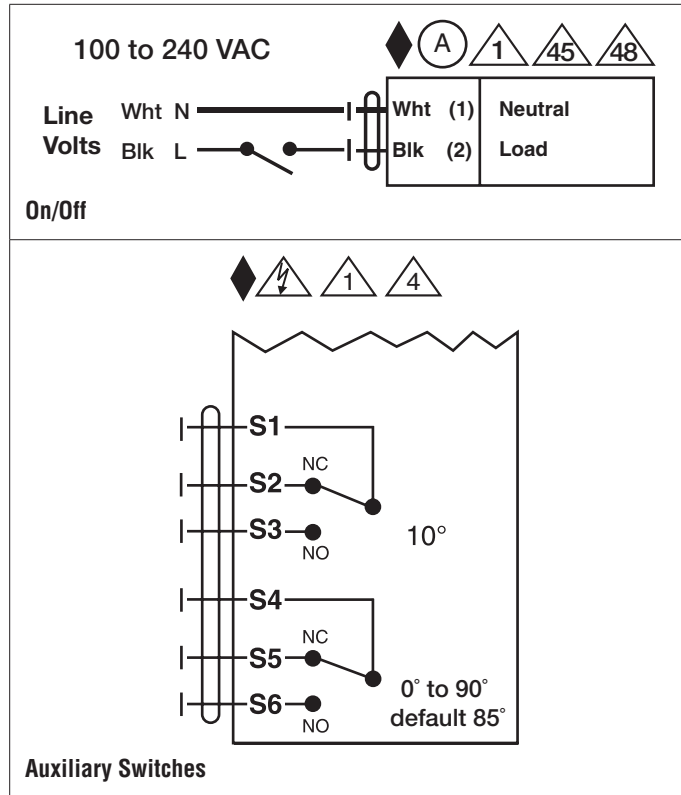 100 to 240 VAC
A 1 45 48
Line Volts
Wht N
Blk L
Wht (1) Neutral
Blk (2) Load
On/Off
1 4
S1
NC
S2
S3
NO
10°
S4
NC
S5
S6
NO
0° to 90°
default 85°
Auxiliary Switches